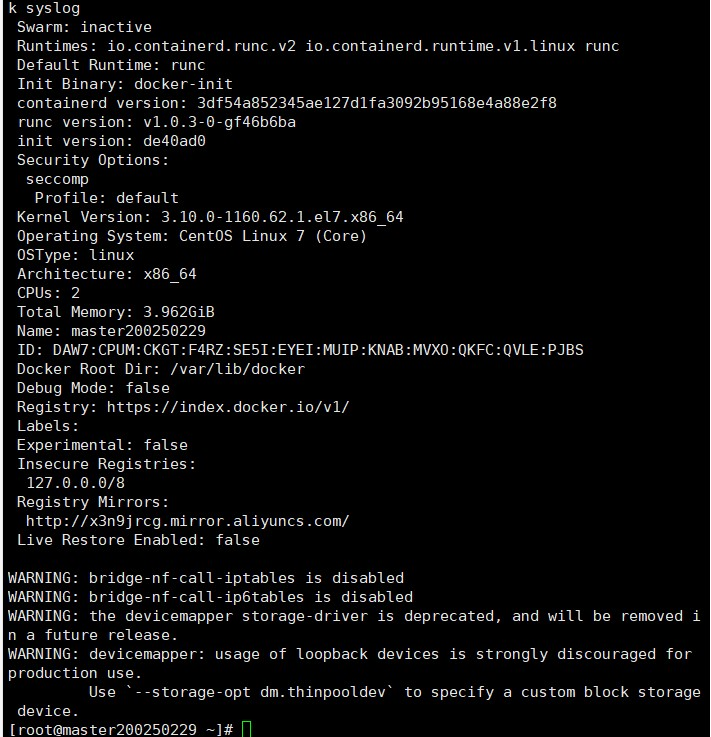 k syslog
Swarm: inactive
Runtimes: io.containerd.runc.v2 io.containerd.runtime.v1.linux runc
Default Runtime: runc
Init Binary: docker-init
containerd version: 3df54a852345ae127d1fa3092b95168e4a88e2f8
runc version: v1.0.3-0-gf46b6ba
init version: de40ad0
Security Options:
seccomp
Profile: default
Kernel Version: 3.10.0-1160.62.1.el7.x86_64
Operating System: CentOS Linux 7 (Core)
OSType: linux
Architecture: x86_64
CPUs: 2
Total Memory: 3.962GiB
Name: master200250229
ID: DAW7:CPUM:CKGT:F4RZ:SE5I:EYEI:MUIP:KNAB:MVXO:QKFC:QVLE:PJBS
Docker Root Dir: /var/lib/docker
Debug Mode: false
Registry: https://index.docker.io/v1/
Labels:
Experimental: false
Insecure Registries:
127.0.0.0/8
Registry Mirrors:
http://x3n9jrcg.mirror.aliyuncs.com/
Live Restore Enabled: false
WARNING: bridge-nf-call-iptables is disabled
WARNING: bridge-nf-call-ip6tables is disabled
WARNING: the devicemapper storage-driver is deprecated, and will be removed i
n a future release.
WARNING: devicemapper: usage of loopback devices is strongly discouraged for
production use.
Use `--storage-opt dm.thinpooldev` to specify a custom block storage
device.
[root@master200250229 ~]#